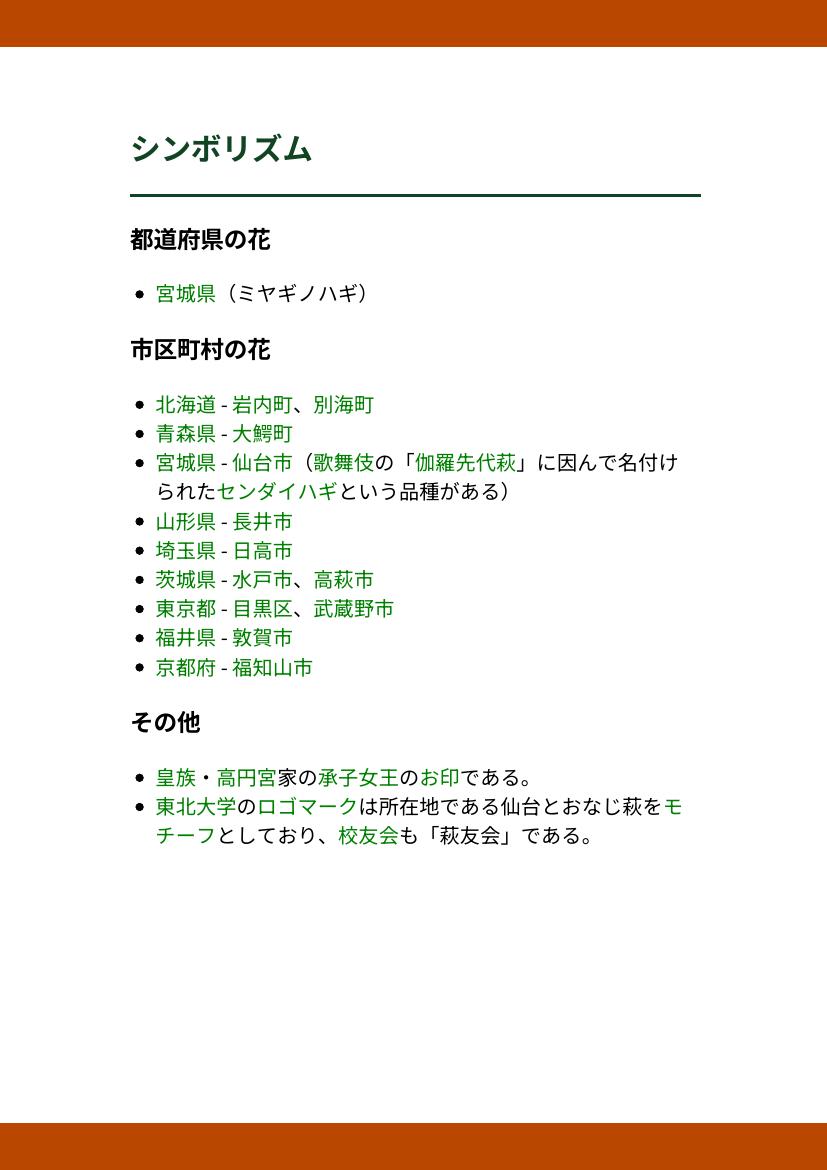 シンボリズム
都道府県の花
• 宮城県（ミヤギノハギ）
市区町村の花
• 北海道 - 岩内町、別海町
• 青森県 - 大鰐町
• 宮城県 - 仙台市（歌舞伎の「伽羅先代萩」に因んで名付け
られたセンダイハギという品種がある）
• 山形県 - 長井市
• 埼玉県 - 日高市
• 茨城県 - 水戸市、高萩市
• 東京都 - 目黒区、武蔵野市
• 福井県 - 敦賀市
• 京都府 - 福知山市
その他
• 皇族・高円宮家の承子女王のお印である。
• 東北大学のロゴマークは所在地である仙台とおなじ萩をモ
チーフとしており、校友会も「萩友会」である。